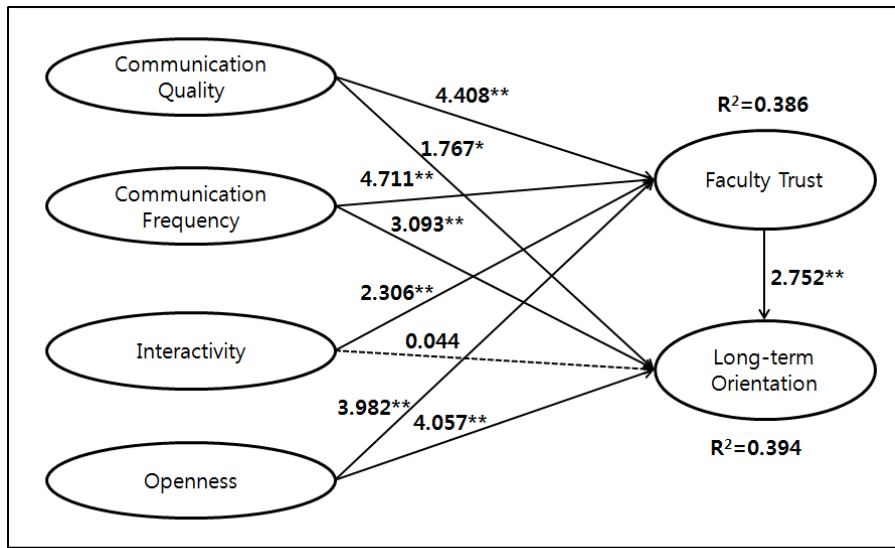 Communication
Quality
4.408**
R²=0.386
1.767*
Communication
Frequency
4.711**
Faculty Trust
3.093**
2.752**
2.306**
Interactivity
0.044
Long-term
Orientation
3.982**
4.057**
R²=0.394
Openness